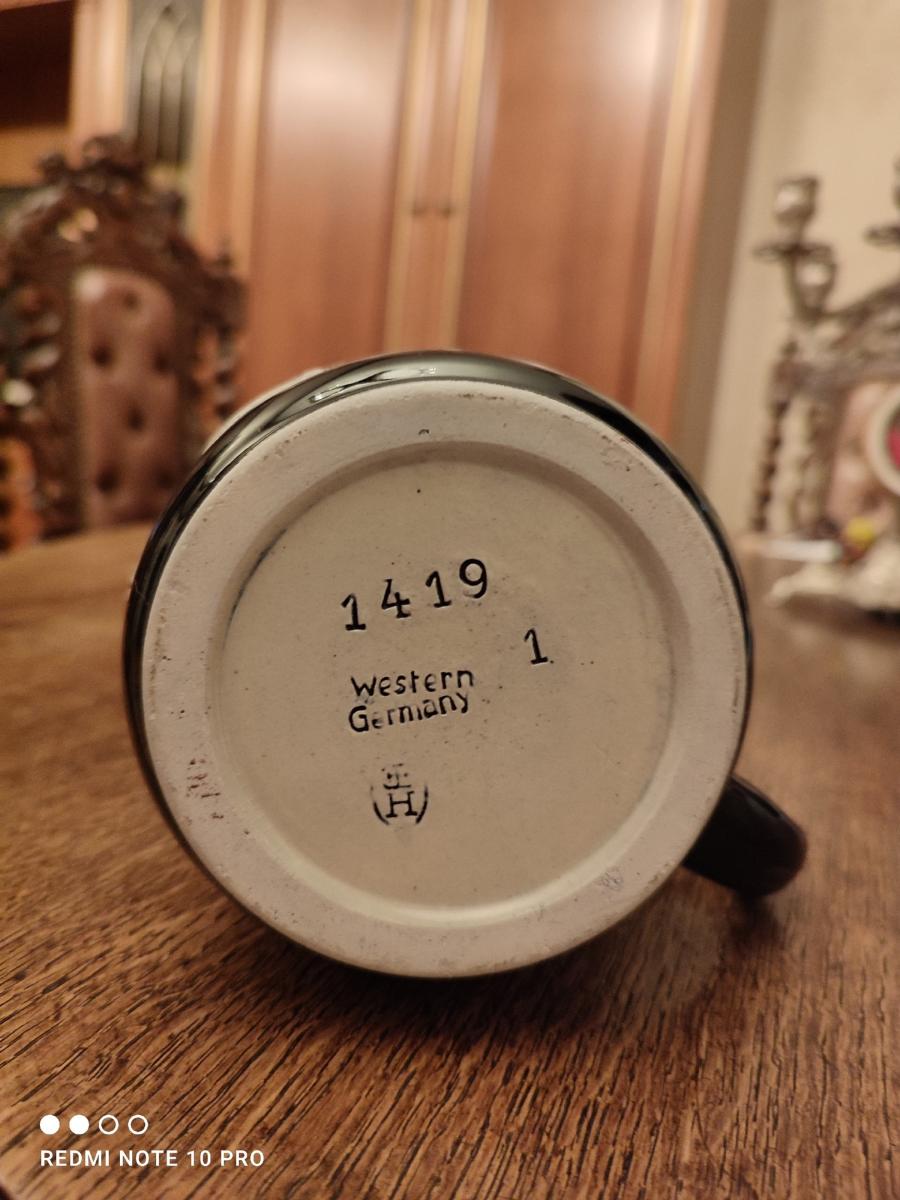 1419
1
Western
Germany
H
REDMI NOTE 10 PRO